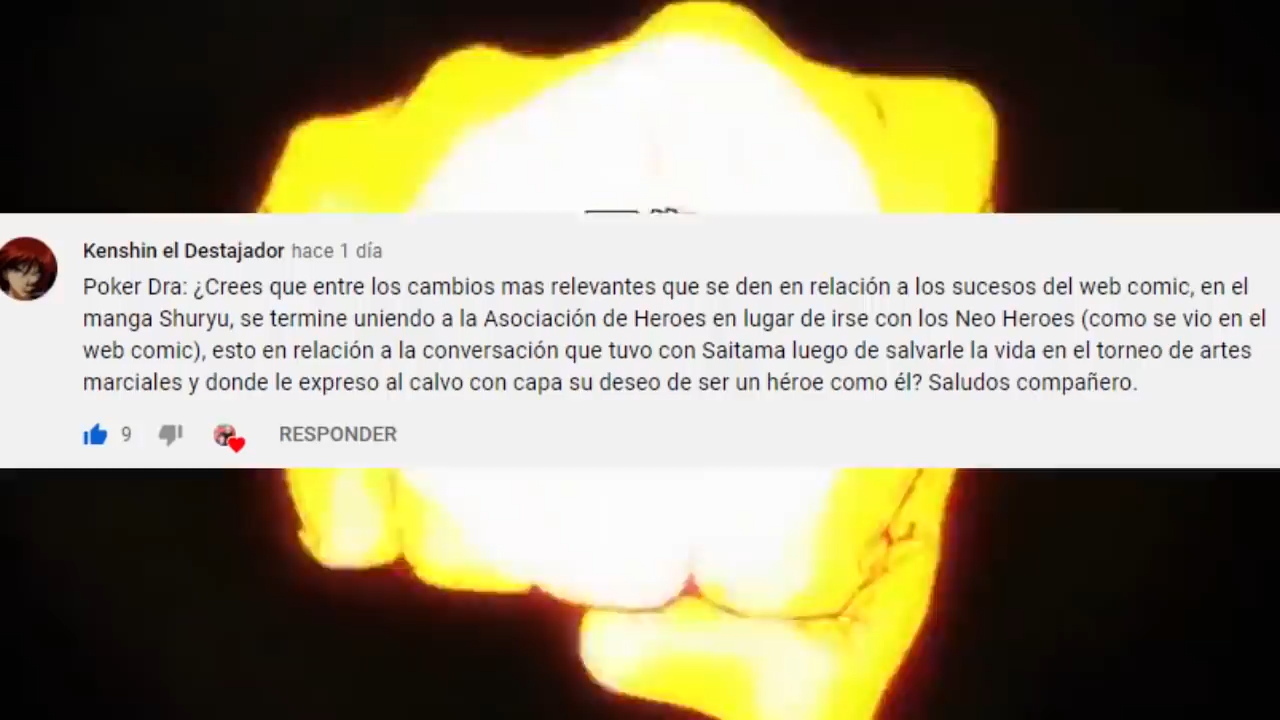 Kenshin el Destajador hace 1 día
Poker Dra: ¿Crees que entre los cambios mas relevantes que se den en relación a los sucesos del web comic, en el
manga Shuryu, se termine uniendo a la Asociación de Heroes en lugar de irse con los Neo Heroes (como se vio en el
web comic), esto en relación a la conversación que tuvo con Saitama luego de salvarle la vida en el torneo de artes
marciales y donde le expreso al calvo con capa su deseo de ser un héroe como él? Saludos compañero.
9 RESPONDER